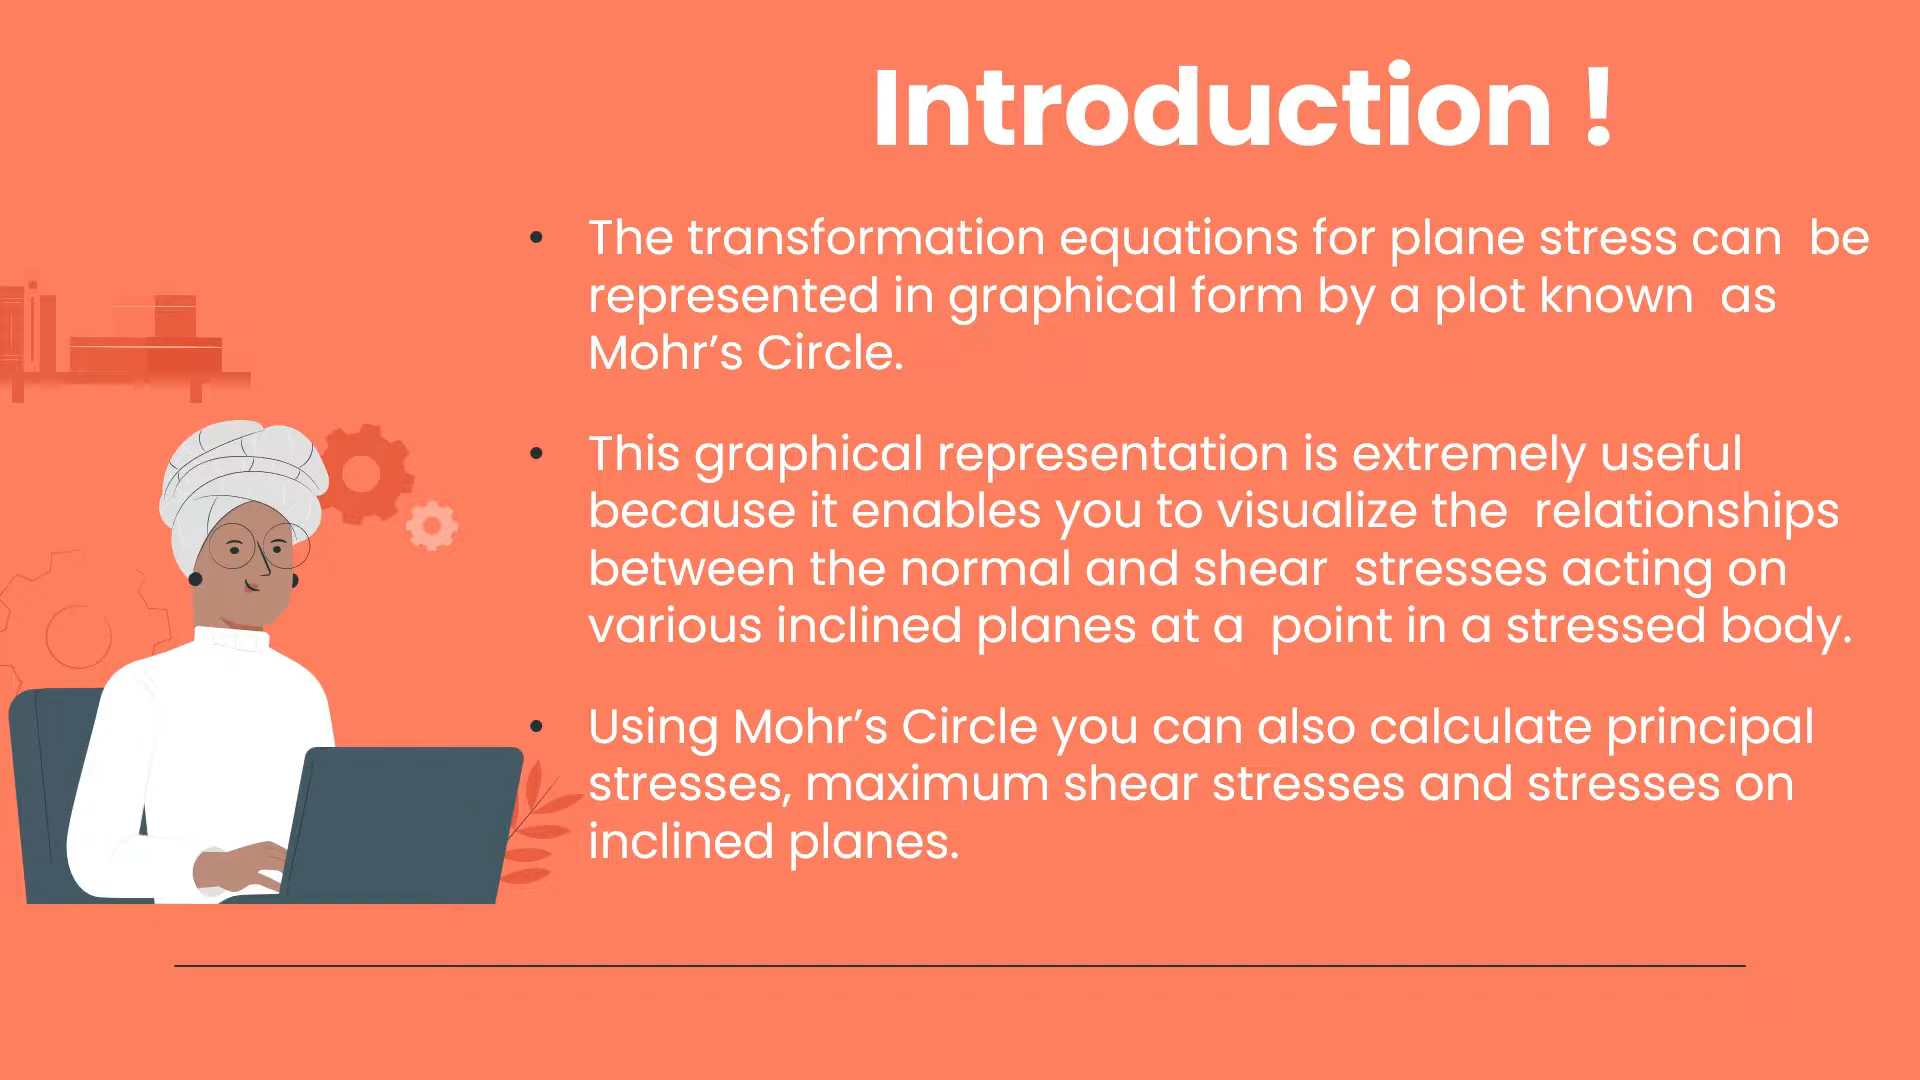 Introduction !
• The transformation equations for plane stress can  be
represented in graphical form by a plot known  as
Mohr’s Circle.
• This graphical representation is extremely useful
because it enables you to visualize the  relationships
between the normal and shear  stresses acting on
various inclined planes at a  point in a stressed body.
• Using Mohr’s Circle you can also calculate principal
stresses, maximum shear stresses and stresses on
inclined planes.